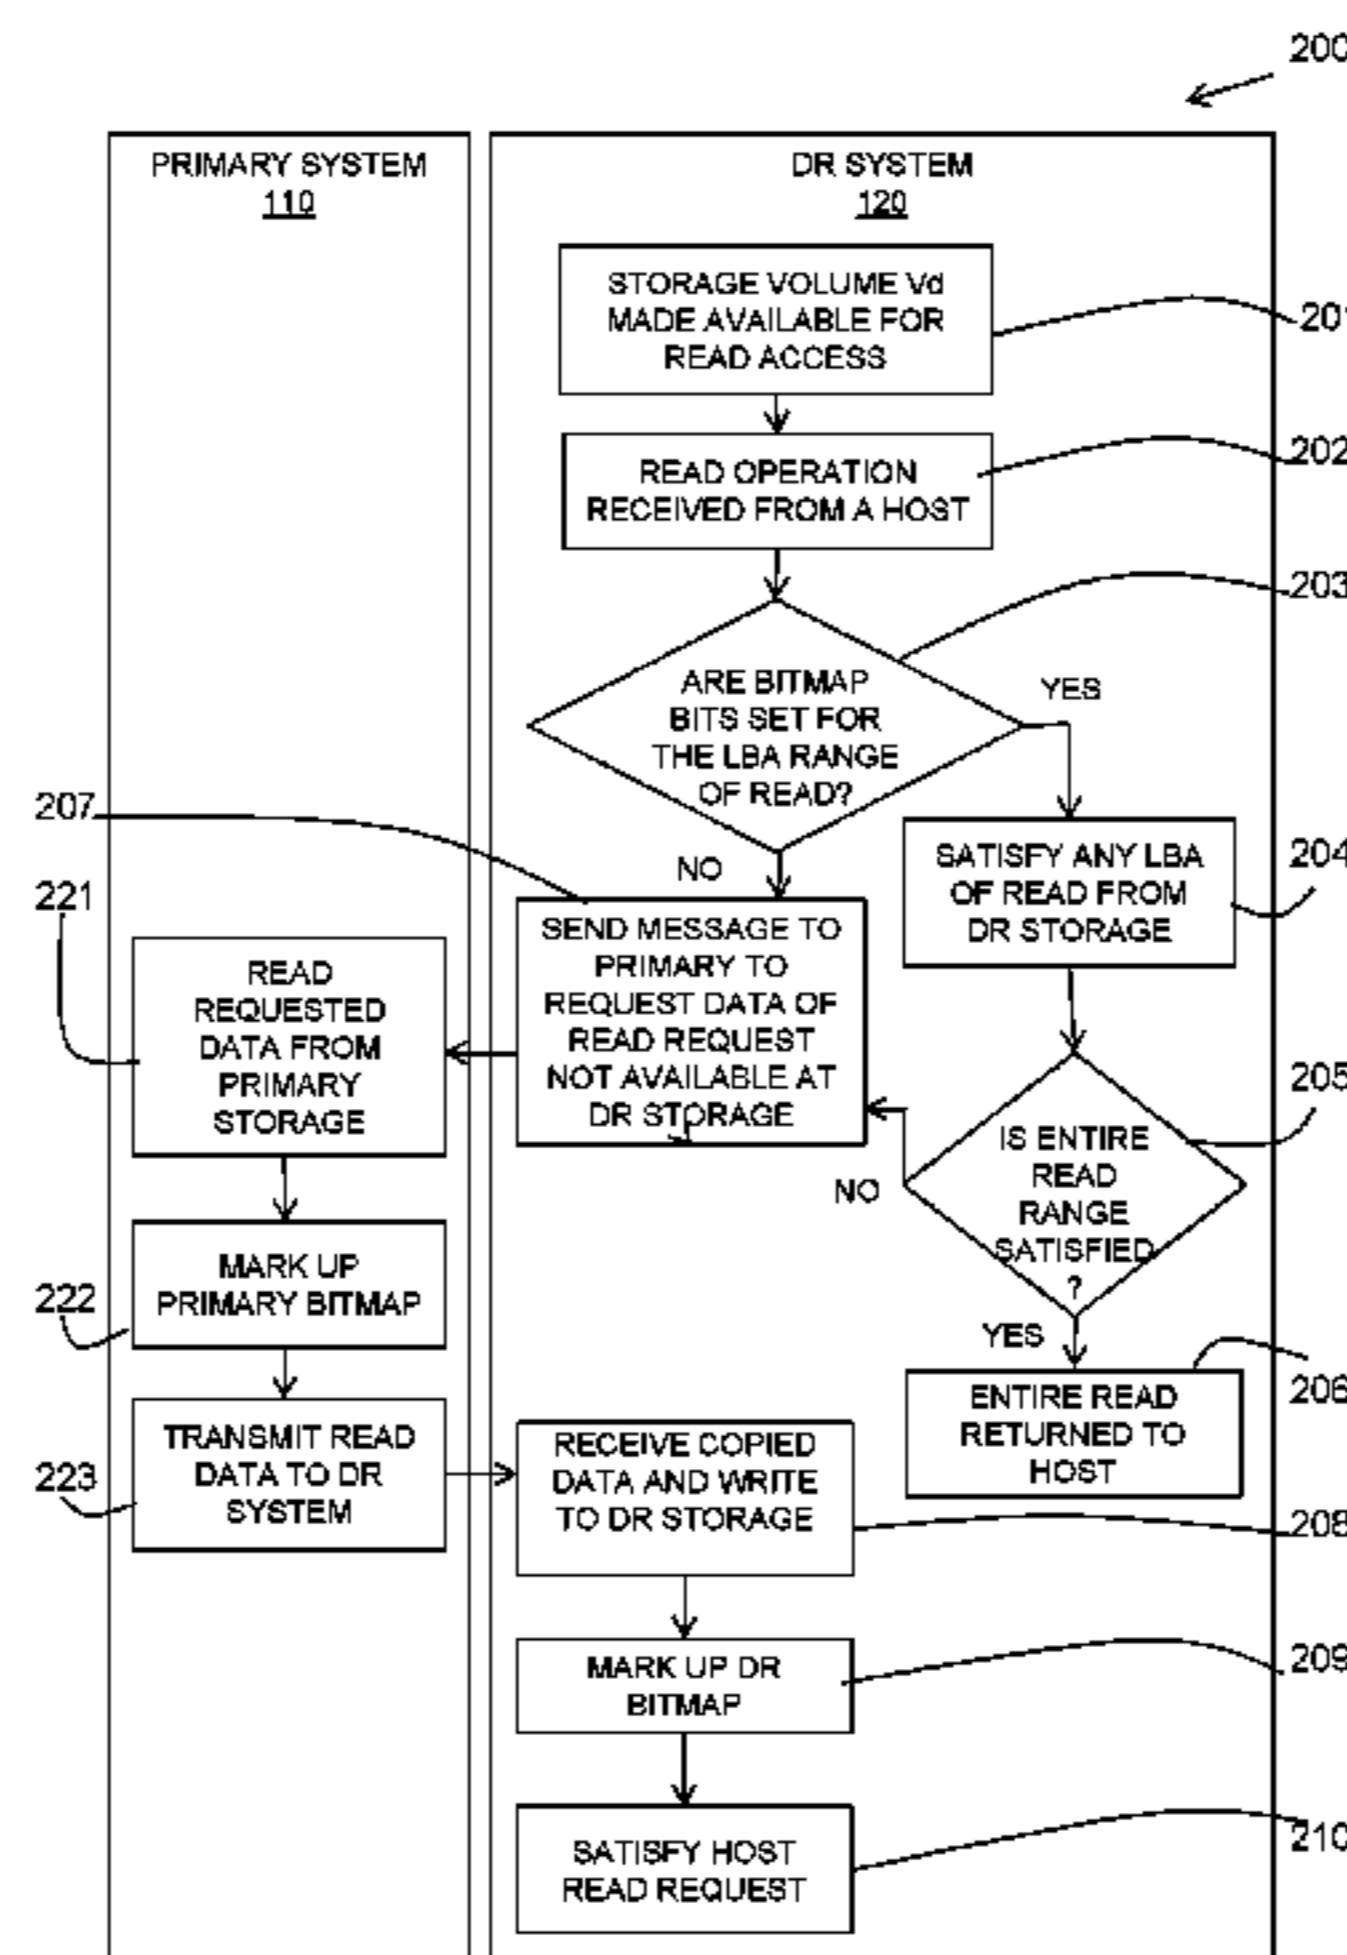 200
PRIMARY SYSTEM
110
DR SYSTEM
120
STORAGE VOLUME Vd
MADE AVAILABLE FOR
READ ACCESS
201
READ OPERATION
RECEIVED FROM A HOST
202
203
ARE BITMAP
BITS SET FOR
THE LBA RANGE
OF READ?
YES
NO
207
221
SATISFY ANY LBA
OF READ FROM
DR STORAGE
204
SEND MESSAGE TO
PRIMARY TO
REQUEST DATA OF
READ REQUEST
NOT AVAILABLE AT
DR STORAGE
READ
REQUESTED
DATA FROM
PRIMARY
STORAGE
205
IS ENTIRE
READ
RANGE
SATISFIED
?
NO
YES
MARK UP
PRIMARY BITMAP
222
206
ENTIRE READ
RETURNED TO
HOST
TRANSMIT READ
DATA TO DR
SYSTEM
223
RECEIVE COPIED
DATA AND WRITE
TO DR STORAGE
208
MARK UP DR
BITMAP
209
SATISFY HOST
READ REQUEST
210